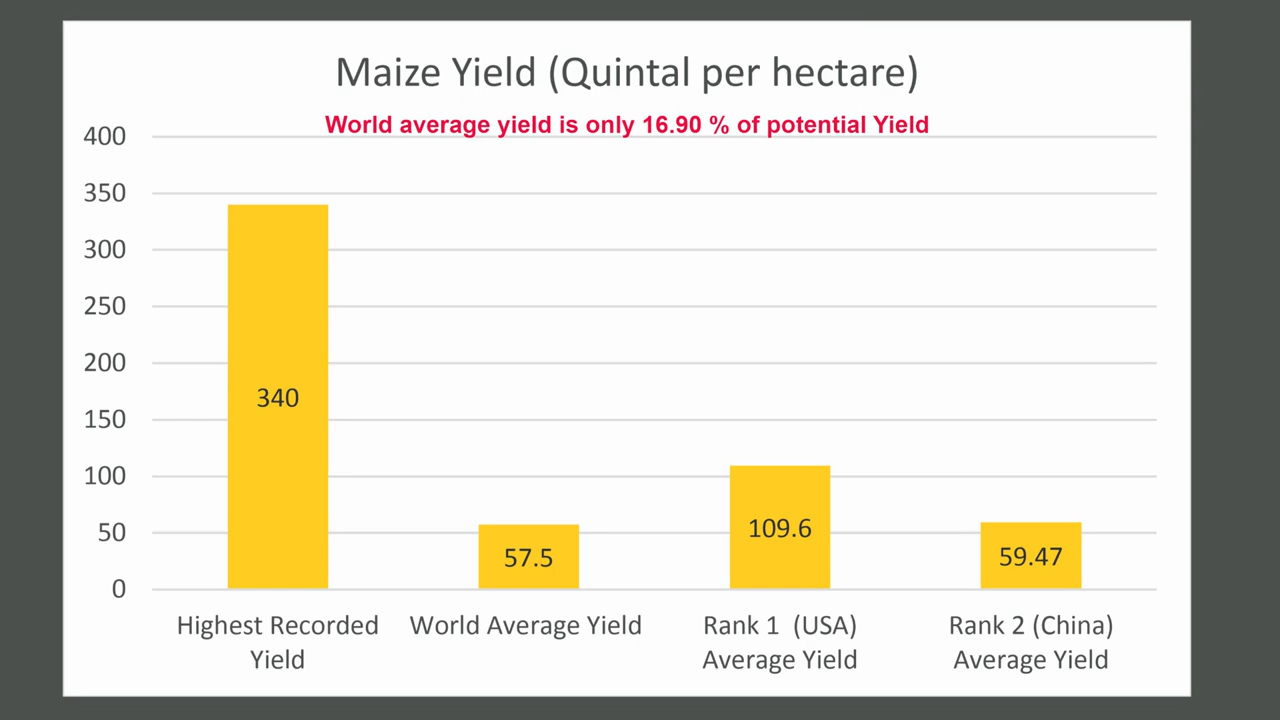 Maize Yield (Quintal per hectare)
World average yield is only 16.90 % of potential Yield
400
350
300
250
200
150
100
50
0
340
57.5
109.6
59.47
Highest Recorded
Yield
World Average Yield
Rank 1 (USA)
Average Yield
Rank 2 (China)
Average Yield